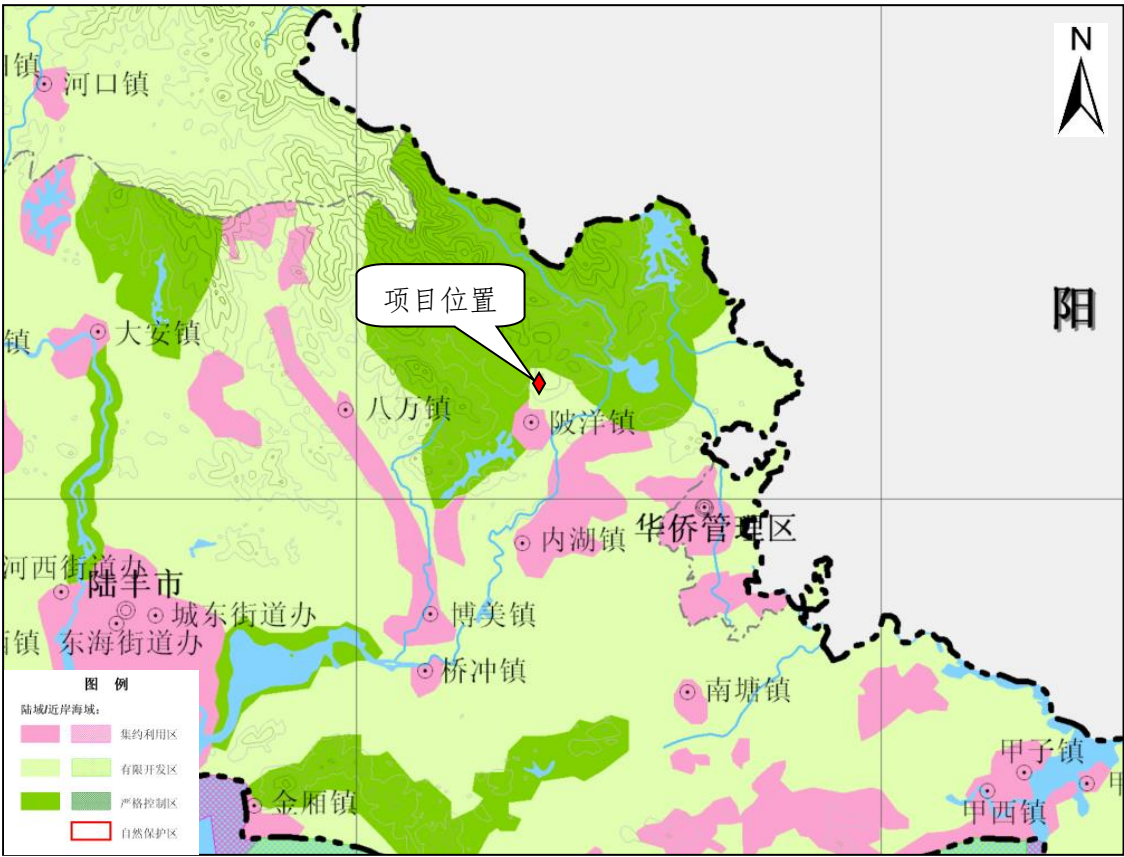 N
镇
河口镇
阳
项目位置
镇
大安镇
八万镇
陂洋镇
华侨管理区
内湖镇
河西街道办
陆丰市
城东街道办
博美镇
镇
东海街道办
桥冲镇
南塘镇
图 例
陆域/近岸海域:
集约利用区
有限开发区
严格控制区
自然保护区
金厢镇
甲子镇
甲
甲西镇